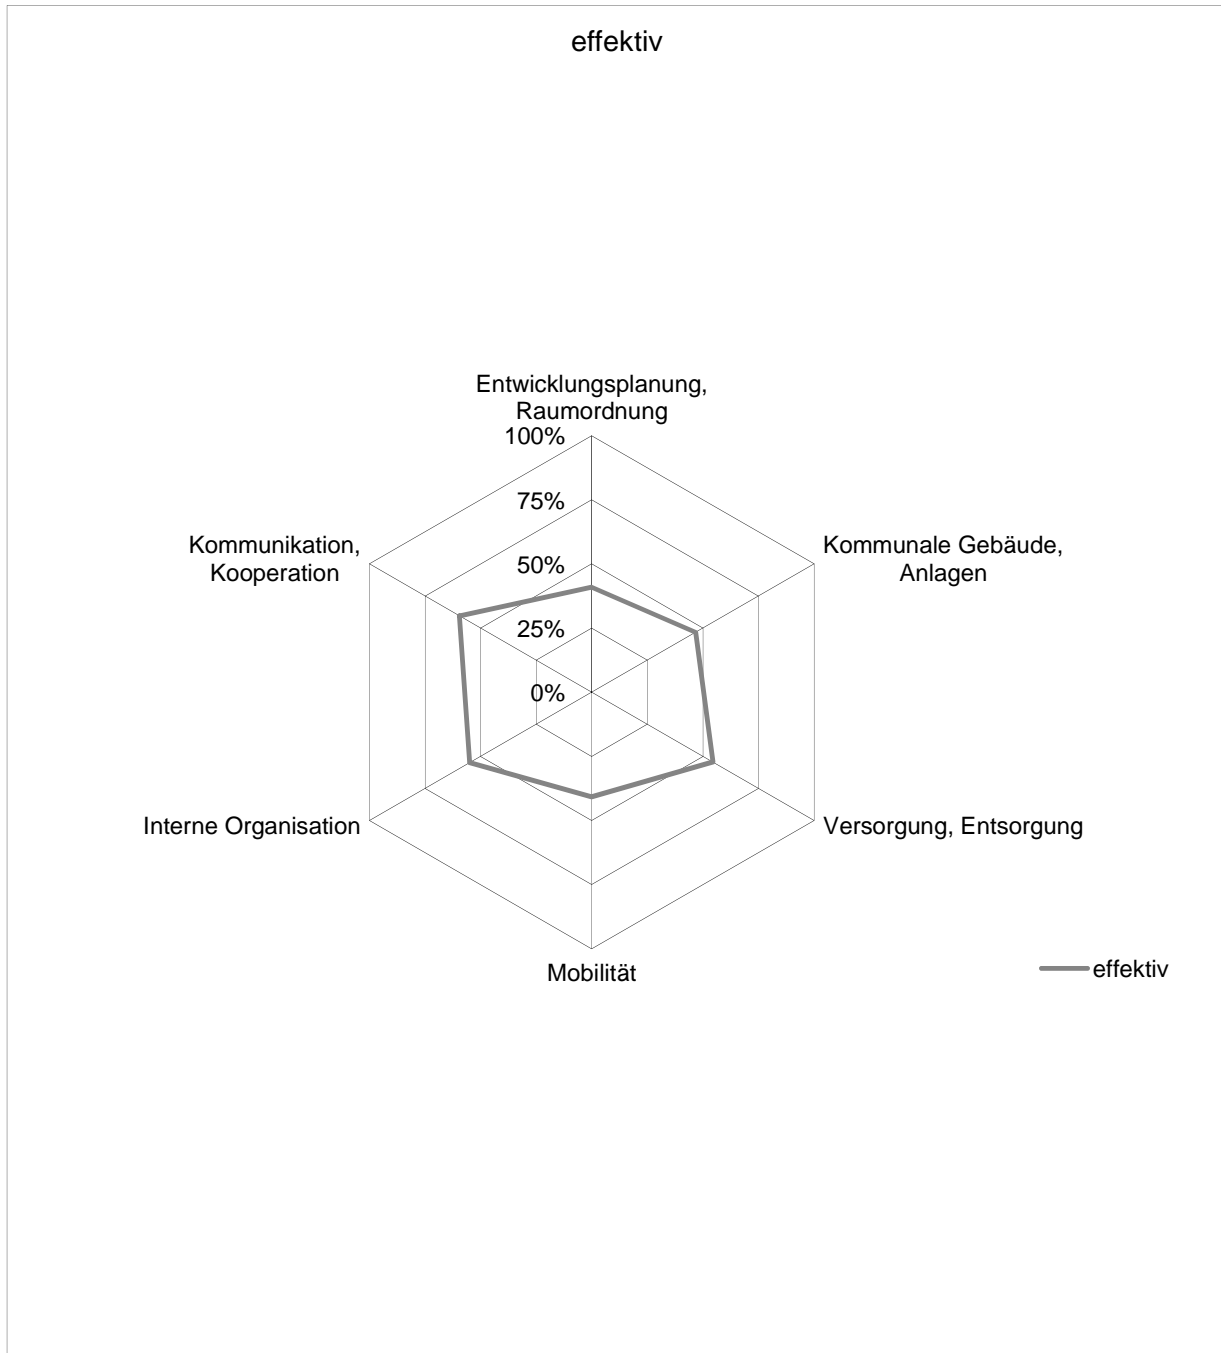 effektiv
Entwicklungsplanung,
Raumordnung
100%
75%
50%
25%
0%
Kommunikation,
Kooperation
Kommunale Gebäude,
Anlagen
Interne Organisation
Versorgung, Entsorgung
Mobilität
effektiv